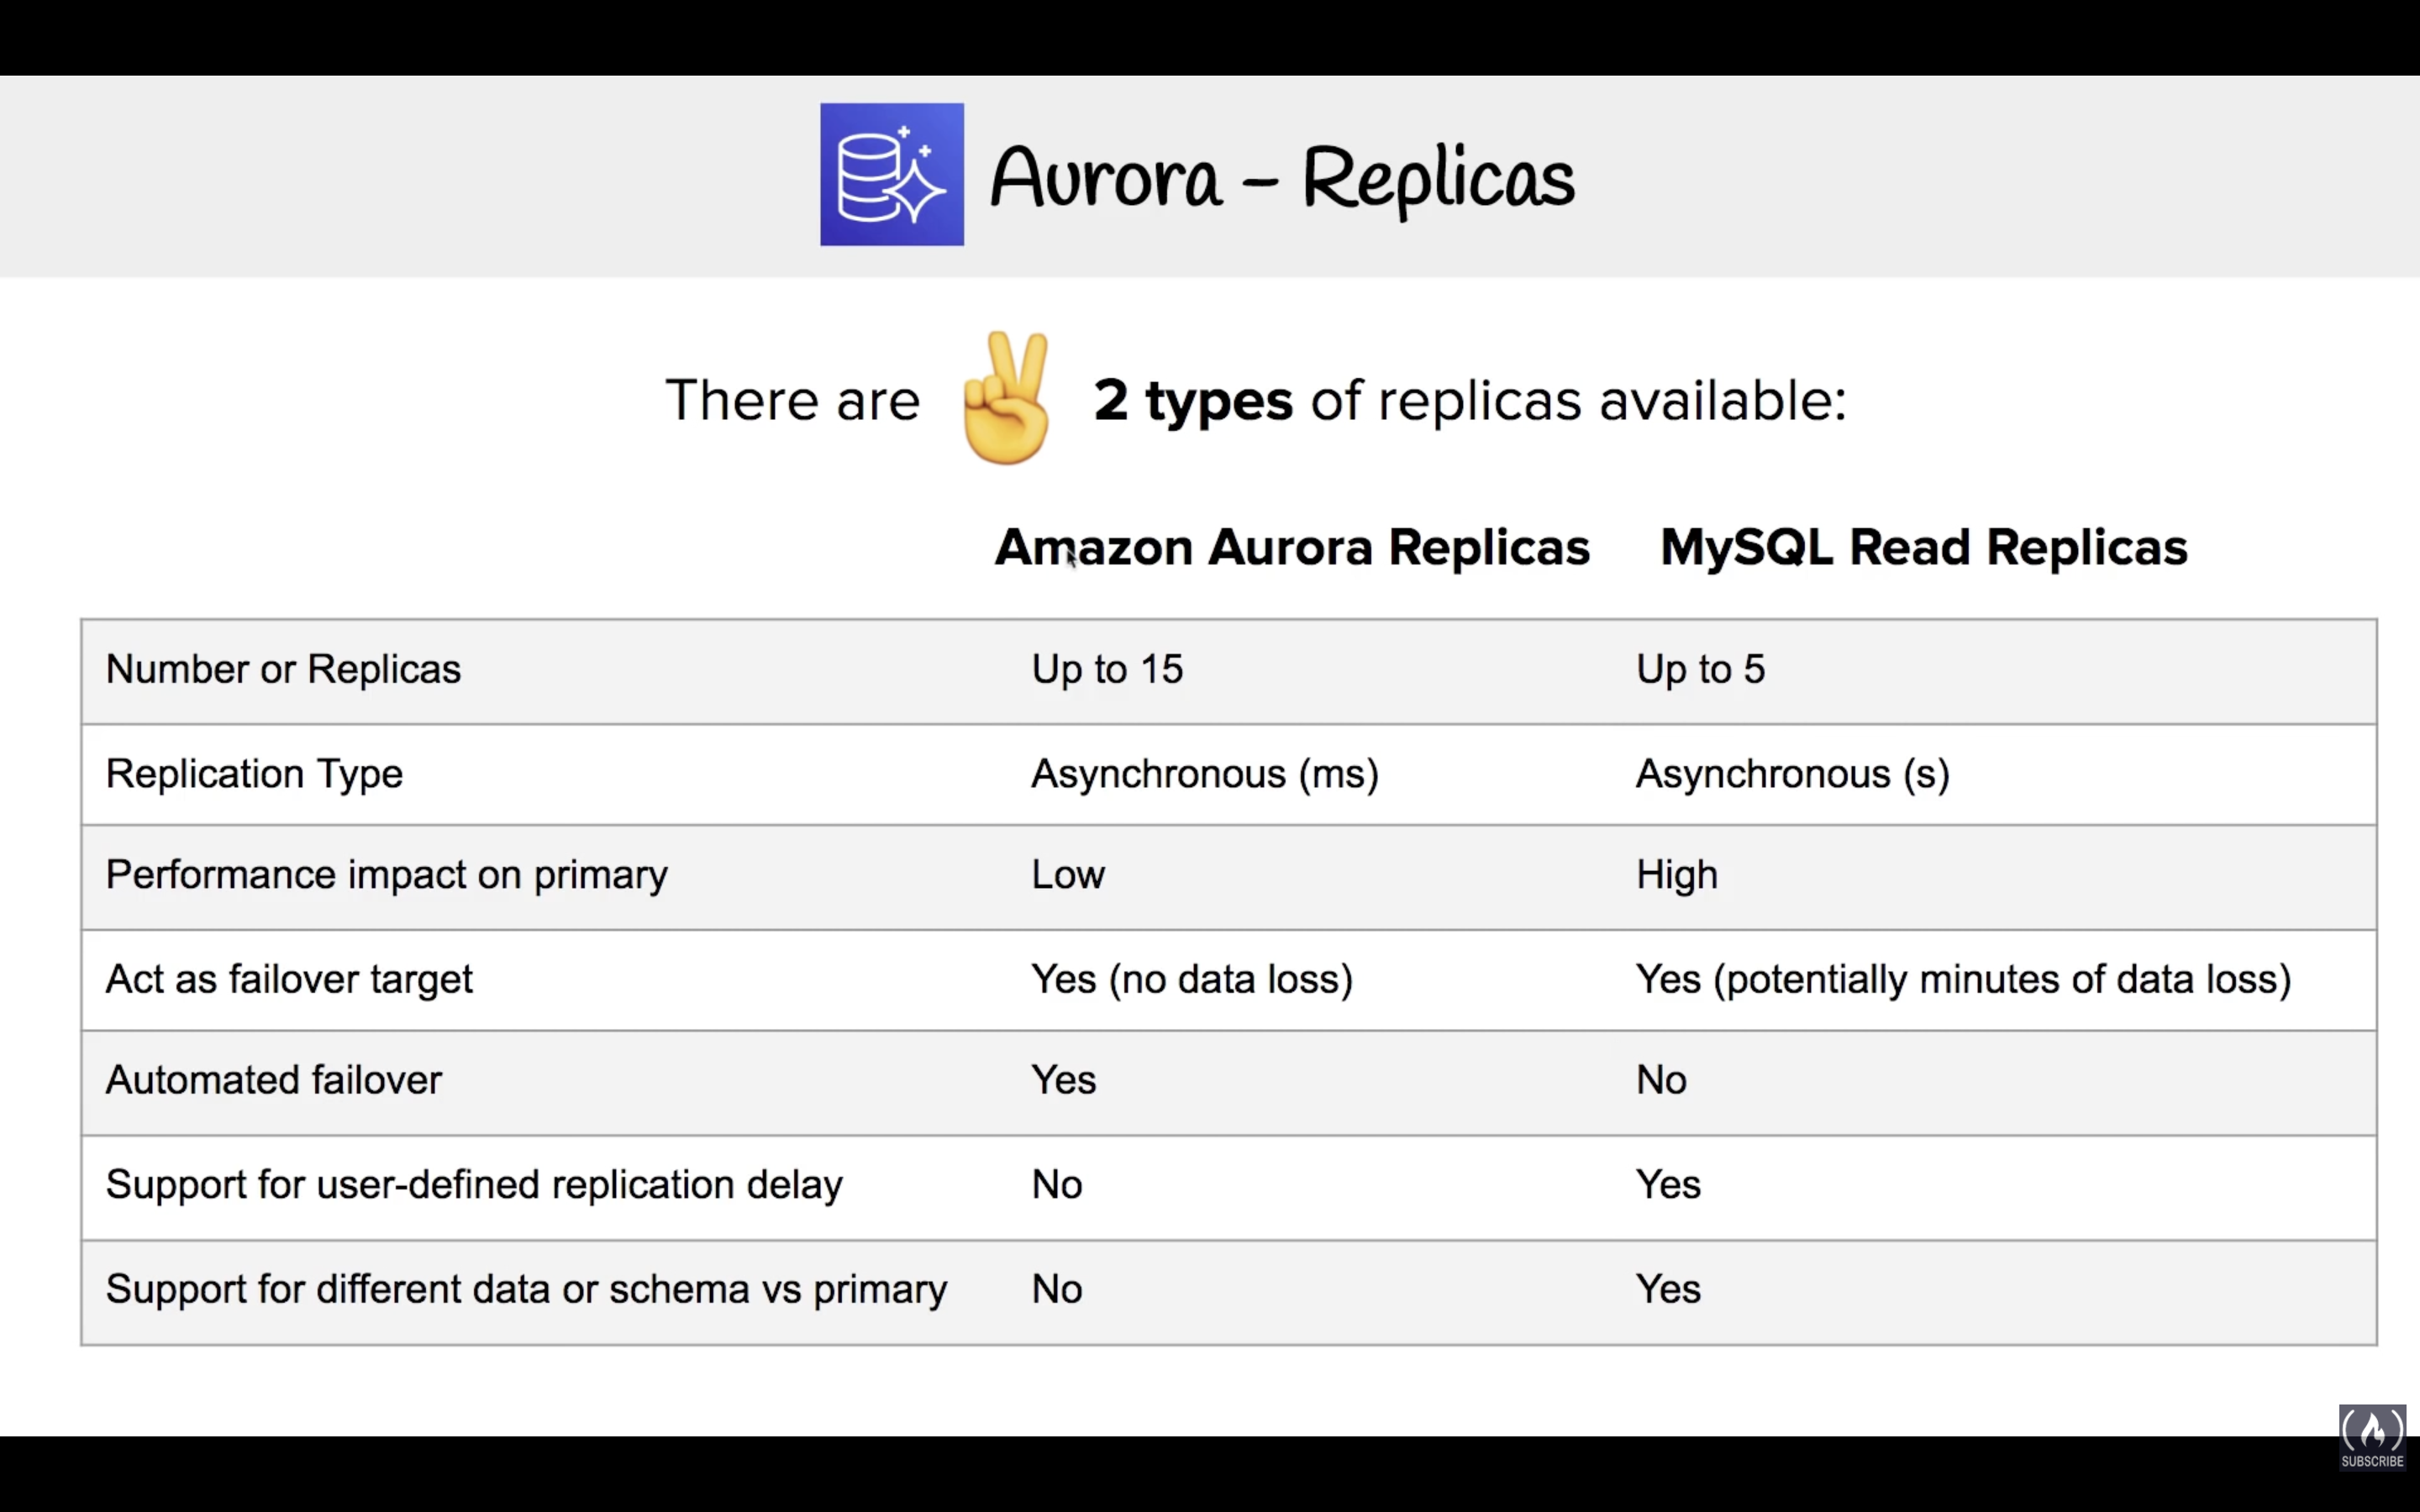 Aurora – Replicas
There are ✌️ 2 types of replicas available:
Amazon Aurora Replicas MySQL Read Replicas
Number or Replicas Up to 15 Up to 5
Replication Type Asynchronous (ms) Asynchronous (s)
Performance impact on primary Low High
Act as failover target Yes (no data loss) Yes (potentially minutes of data loss)
Automated failover Yes No
Support for user-defined replication delay No Yes
Support for different data or schema vs primary No Yes
SUBSCRIBE